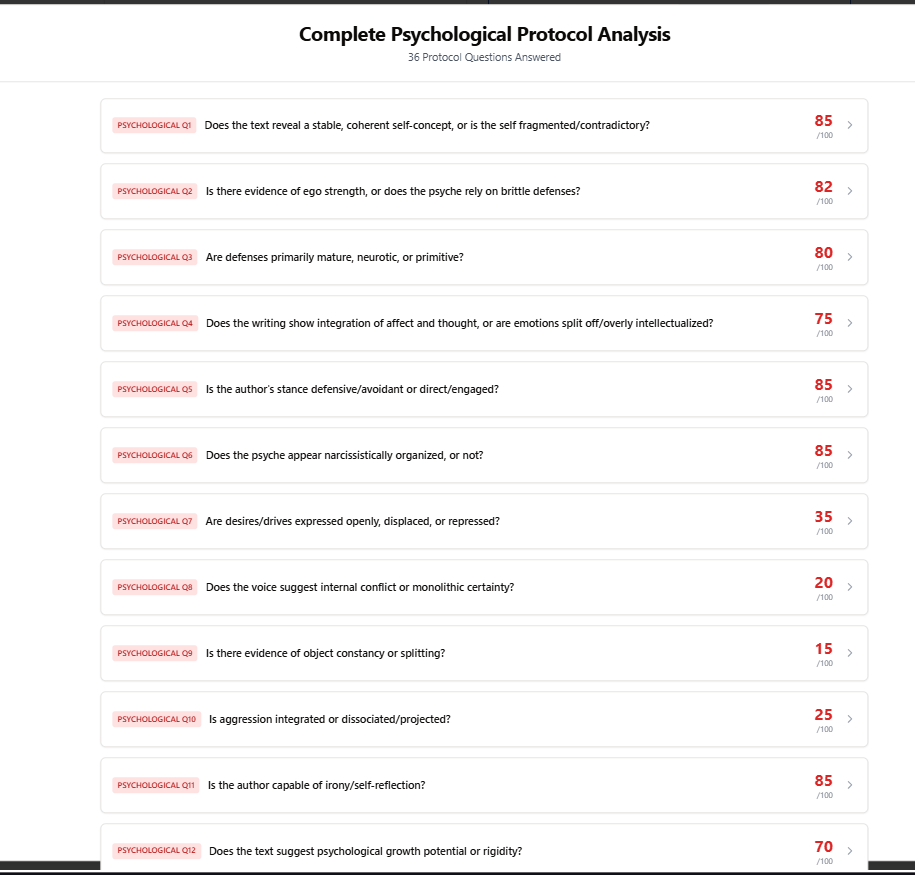 Complete Psychological Protocol Analysis
36 Protocol Questions Answered
PSYCHOLOGICAL Q1 Does the text reveal a stable, coherent self-concept, or is the self fragmented/contradictory? 85
/100
PSYCHOLOGICAL Q2 Is there evidence of ego strength, or does the psyche rely on brittle defenses? 82
/100
PSYCHOLOGICAL Q3 Are defenses primarily mature, neurotic, or primitive? 80
/100
PSYCHOLOGICAL Q4 Does the writing show integration of affect and thought, or are emotions split off/overly intellectualized? 75
/100
PSYCHOLOGICAL Q5 Is the author's stance defensive/avoidant or direct/engaged? 85
/100
PSYCHOLOGICAL Q6 Does the psyche appear narcissistically organized, or not? 85
/100
PSYCHOLOGICAL Q7 Are desires/drives expressed openly, displaced, or repressed? 35
/100
PSYCHOLOGICAL Q8 Does the voice suggest internal conflict or monolithic certainty? 20
/100
PSYCHOLOGICAL Q9 Is there evidence of object constancy or splitting? 15
/100
PSYCHOLOGICAL Q10 Is aggression integrated or dissociated/projected? 25
/100
PSYCHOLOGICAL Q11 Is the author capable of irony/self-reflection? 85
/100
PSYCHOLOGICAL Q12 Does the text suggest psychological growth potential or rigidity? 70
/100